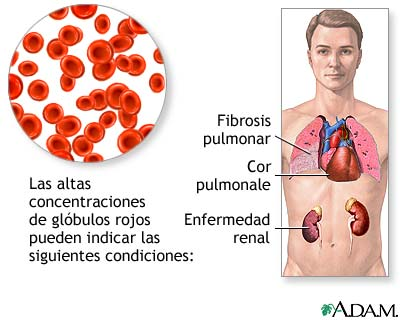 Las altas
concentraciones
de glóbulos rojos
pueden indicar las
siguientes condiciones:
Fibrosis
pulmonar
Cor
pulmonale
Enfermedad
renal
A.D.A.M.